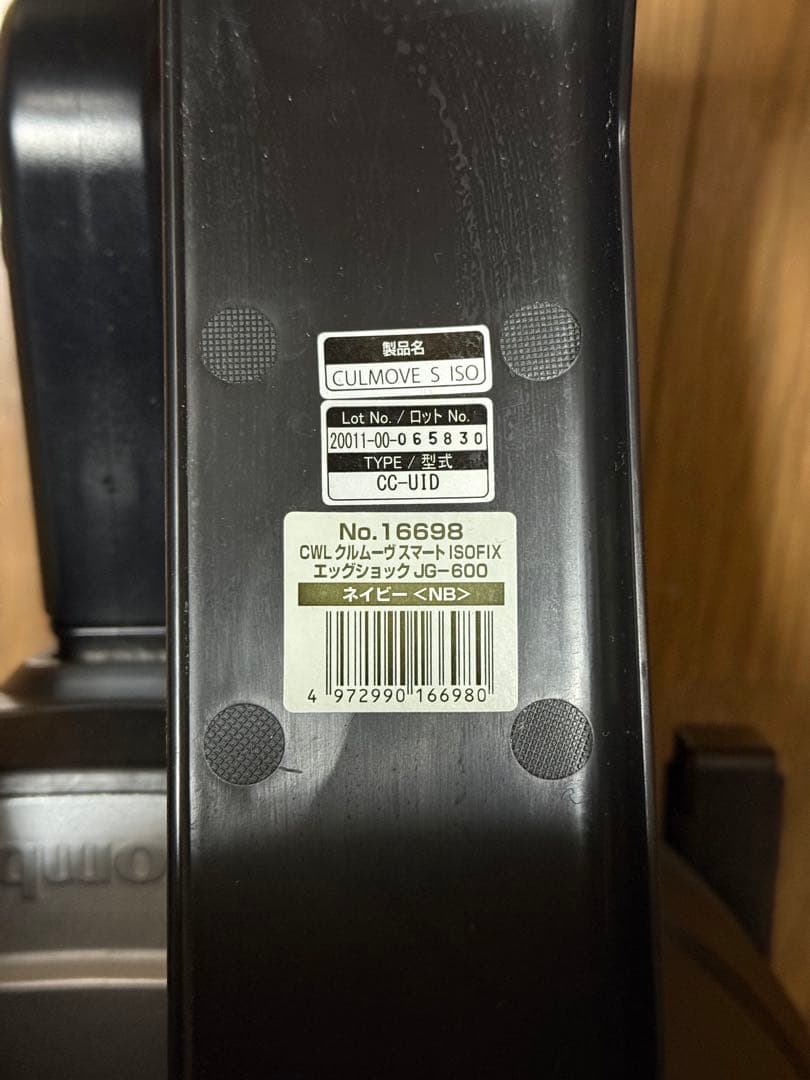 製品名
CULMOVE S ISO
Lot No. / ロット No.
20011-00-065830
TYPE / 型式
CC-UID
No.16698
CWL クルムーヴ スマート ISOFIX
エッグショック JG-600
ネイビー <NB>
4 972990 166980